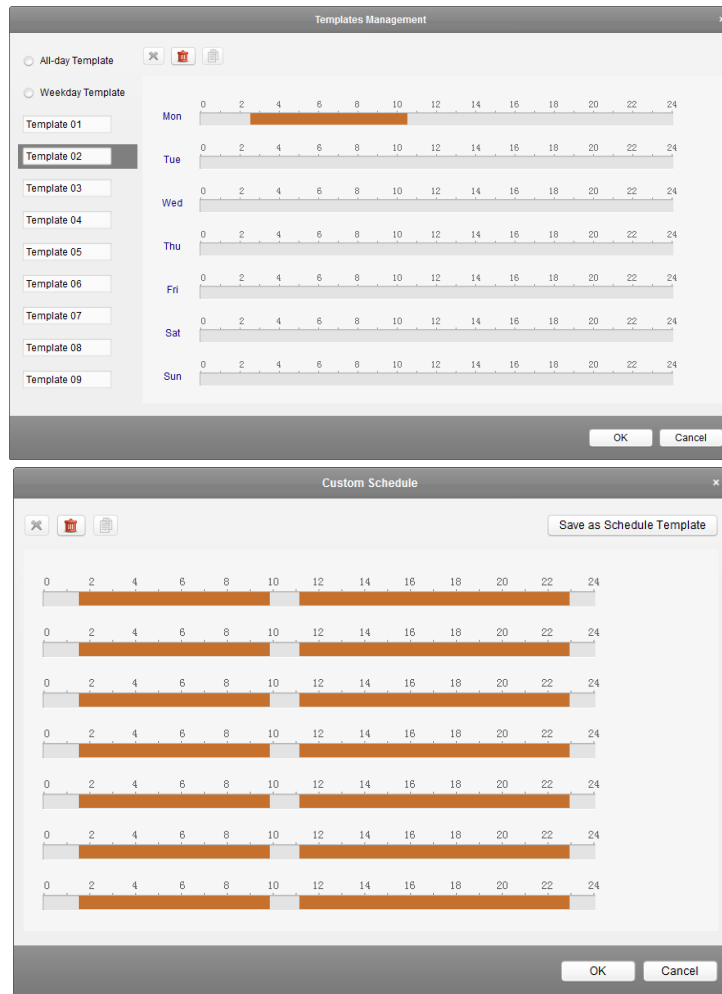 Templates Management ×
All-day Template
Weekday Template
Template 01
Template 02
Template 03
Template 04
Template 05
Template 06
Template 07
Template 08
Template 09
0 2 4 6 8 10 12 14 16 18 20 22 24
Mon
0 2 4 6 8 10 12 14 16 18 20 22 24
Tue
0 2 4 6 8 10 12 14 16 18 20 22 24
Wed
0 2 4 6 8 10 12 14 16 18 20 22 24
Thu
0 2 4 6 8 10 12 14 16 18 20 22 24
Fri
0 2 4 6 8 10 12 14 16 18 20 22 24
Sat
0 2 4 6 8 10 12 14 16 18 20 22 24
Sun
OK Cancel
Custom Schedule ×
Save as Schedule Template
0 2 4 6 8 10 12 14 16 18 20 22 24
0 2 4 6 8 10 12 14 16 18 20 22 24
0 2 4 6 8 10 12 14 16 18 20 22 24
0 2 4 6 8 10 12 14 16 18 20 22 24
0 2 4 6 8 10 12 14 16 18 20 22 24
0 2 4 6 8 10 12 14 16 18 20 22 24
0 2 4 6 8 10 12 14 16 18 20 22 24
OK Cancel